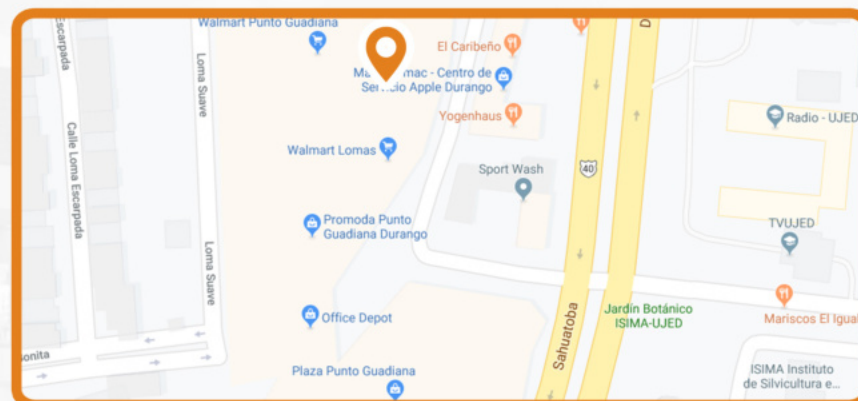 Escarpada
Calle Loma Escarpada
Loma Suave
Loma Suave
Walmart Punto Guadiana
El Caribeño
Centro de
Servicio Apple Durango
Yogenhaus
Walmart Lomas
Sport Wash
Promoda Punto
Guadiana Durango
Office Depot
Plaza Punto Guadiana
40
Sahuatoba
D
Radio - UJED
TVUJED
Jardín Botánico
ISIMA-UJED
Mariscos El Igual
ISIMA Instituto
de Silvicultura e...
onita